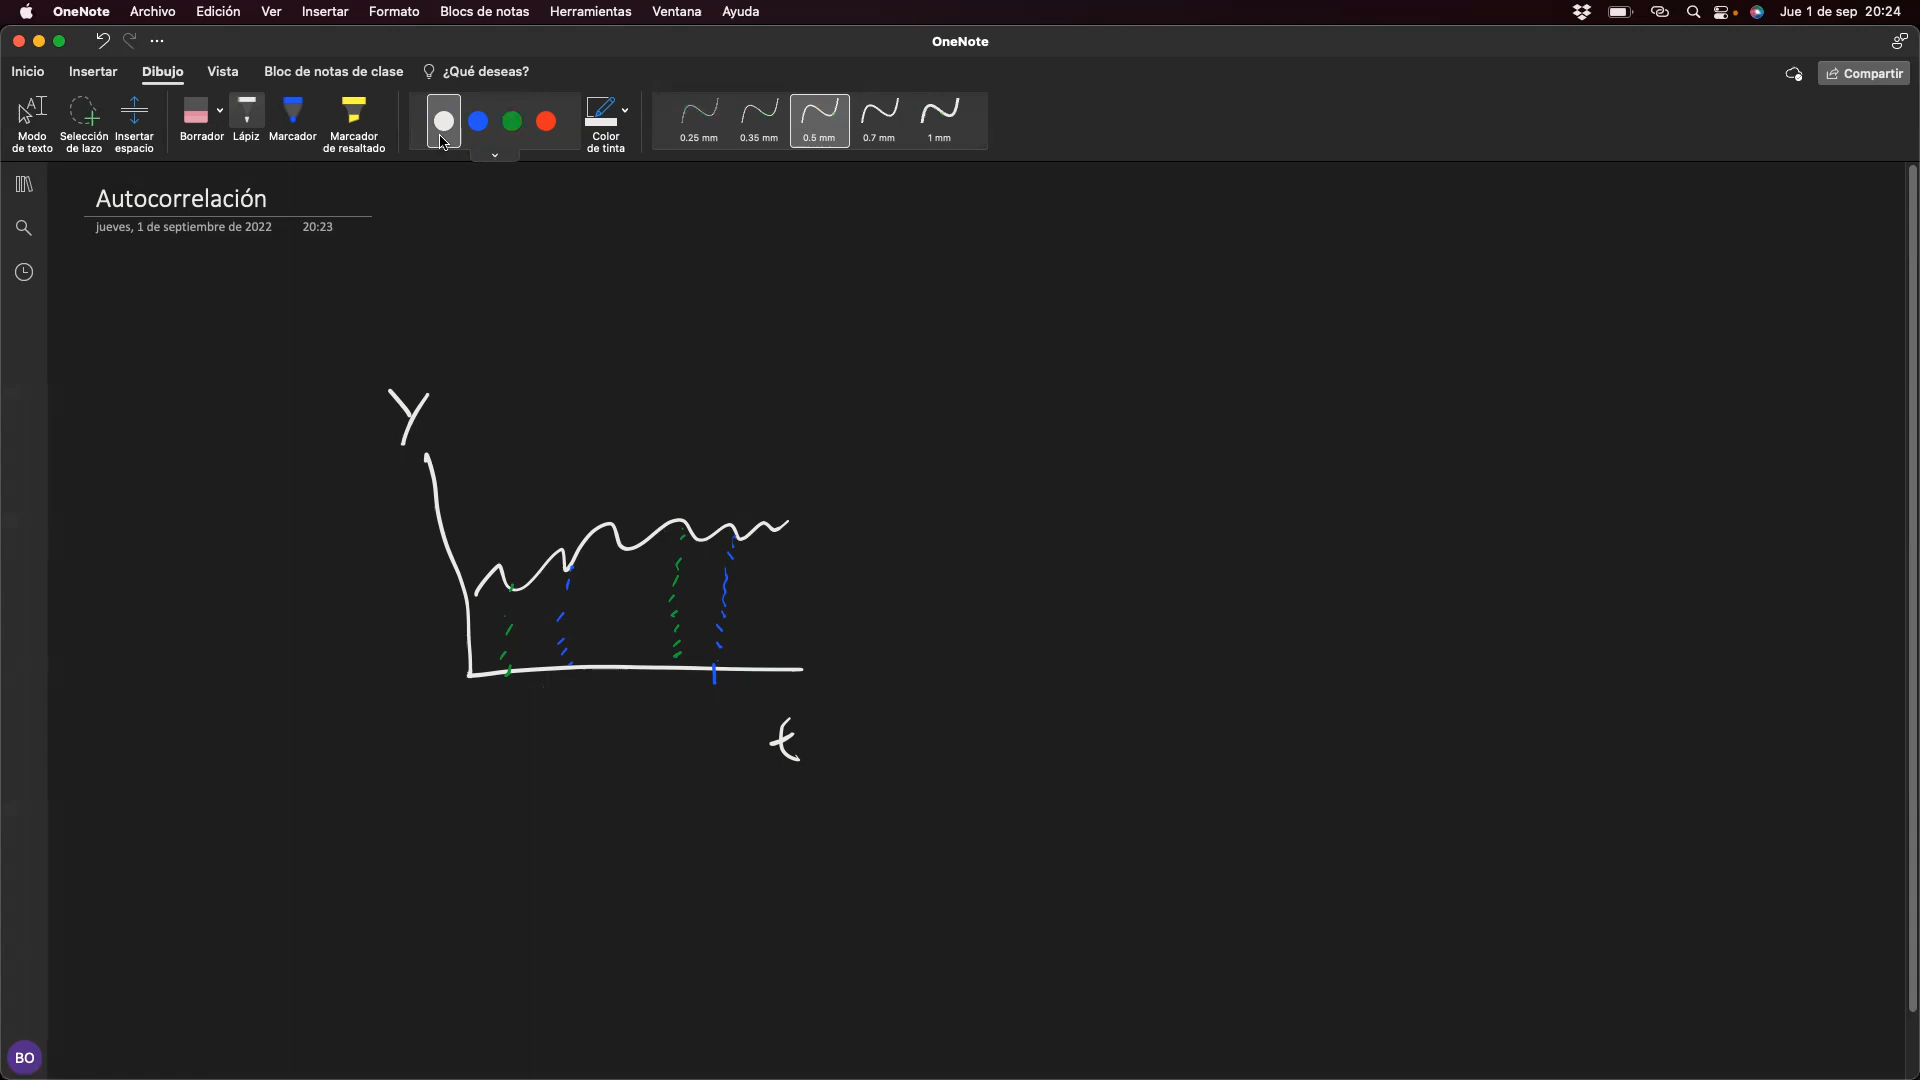 OneNote Archivo Edición Ver Insertar Formato Blocs de notas Herramientas Ventana Ayuda Jue 1 de sep 20:24
OneNote
Inicio Insertar Dibujo Vista Bloc de notas de clase ¿Qué deseas? Compartir
Modo de texto
Selección de lazo
Insertar espacio
Borrador
Lápiz
Marcador
Marcador de resaltado
Color de tinta
0.25 mm 0.35 mm 0.5 mm 0.7 mm 1 mm
Autocorrelación
jueves, 1 de septiembre de 2022 20:23
Y
t
BO